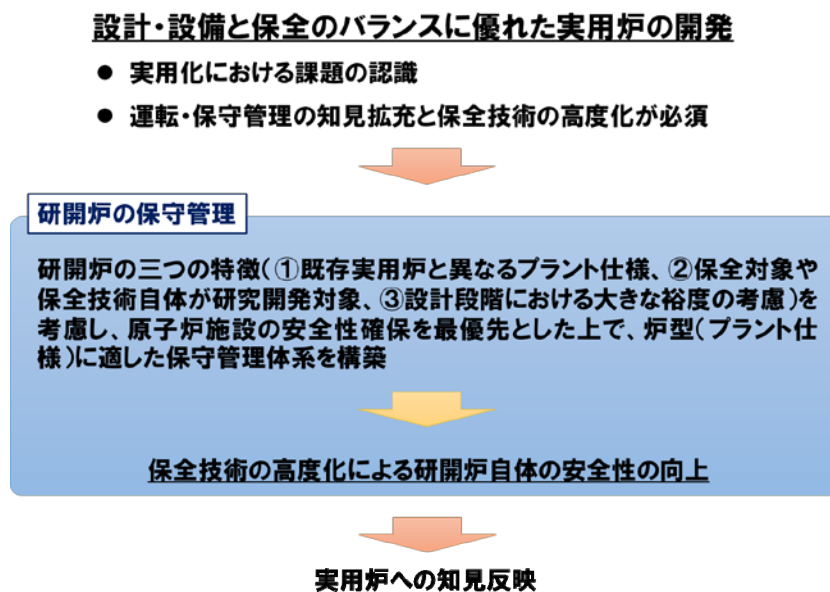 設計・設備と保全のバランスに優れた実用炉の開発
● 実用化における課題の認識
● 運転・保守管理の知見拡充と保全技術の高度化が必須
研開炉の保守管理
研開炉の三つの特徴（①既存実用炉と異なるプラント仕様、②保全対象や
保全技術自体が研究開発対象、③設計段階における大きな裕度の考慮）を
考慮し、原子炉施設の安全性確保を最優先とした上で、炉型（プラント仕
様）に適した保守管理体系を構築
保全技術の高度化による研開炉自体の安全性の向上
実用炉への知見反映